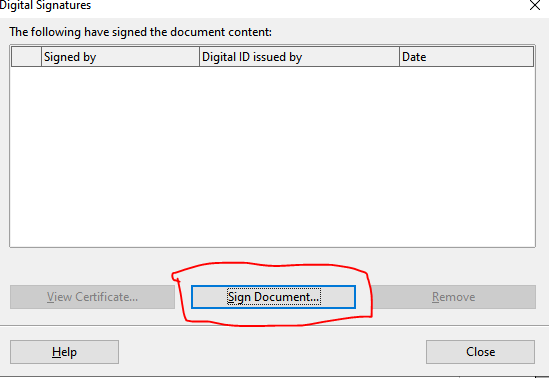 Digital Signatures
The following have signed the document content:
Signed by Digital ID issued by Date
View Certificate... Sign Document... Remove
Help Close